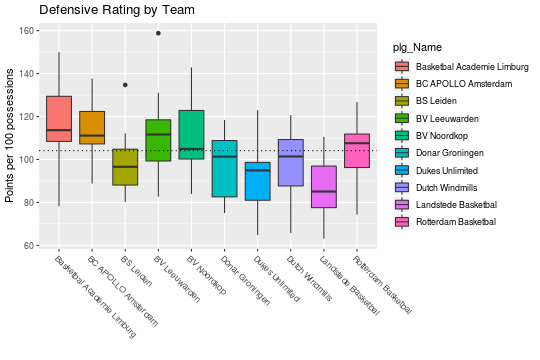 Defensive Rating by Team
Points per 100 possessions
160
140
120
100
80
60
Basketbal Academie Limburg
BC APOLLO Amsterdam
BS Leiden
BV Leeuwarden
BV Noordkop
Donar Groningen
Dukes Unlimited
Dutch Windmills
Landstede Basketbal
Rotterdam Basketbal
plg_Name
Basketbal Academie Limburg
BC APOLLO Amsterdam
BS Leiden
BV Leeuwarden
BV Noordkop
Donar Groningen
Dukes Unlimited
Dutch Windmills
Landstede Basketbal
Rotterdam Basketbal